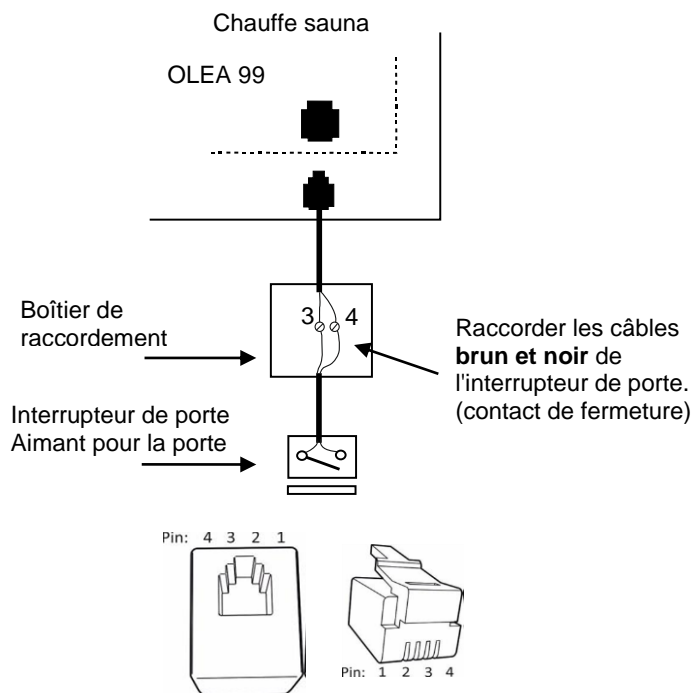 Chauffe sauna
OLEA 99
3 4
Boîtier de
raccordement
Raccorder les câbles
brun et noir de
l'interrupteur de porte.
(contact de fermeture)
Interrupteur de porte
Aimant pour la porte
Pin: 4 3 2 1
Pin: 1 2 3 4